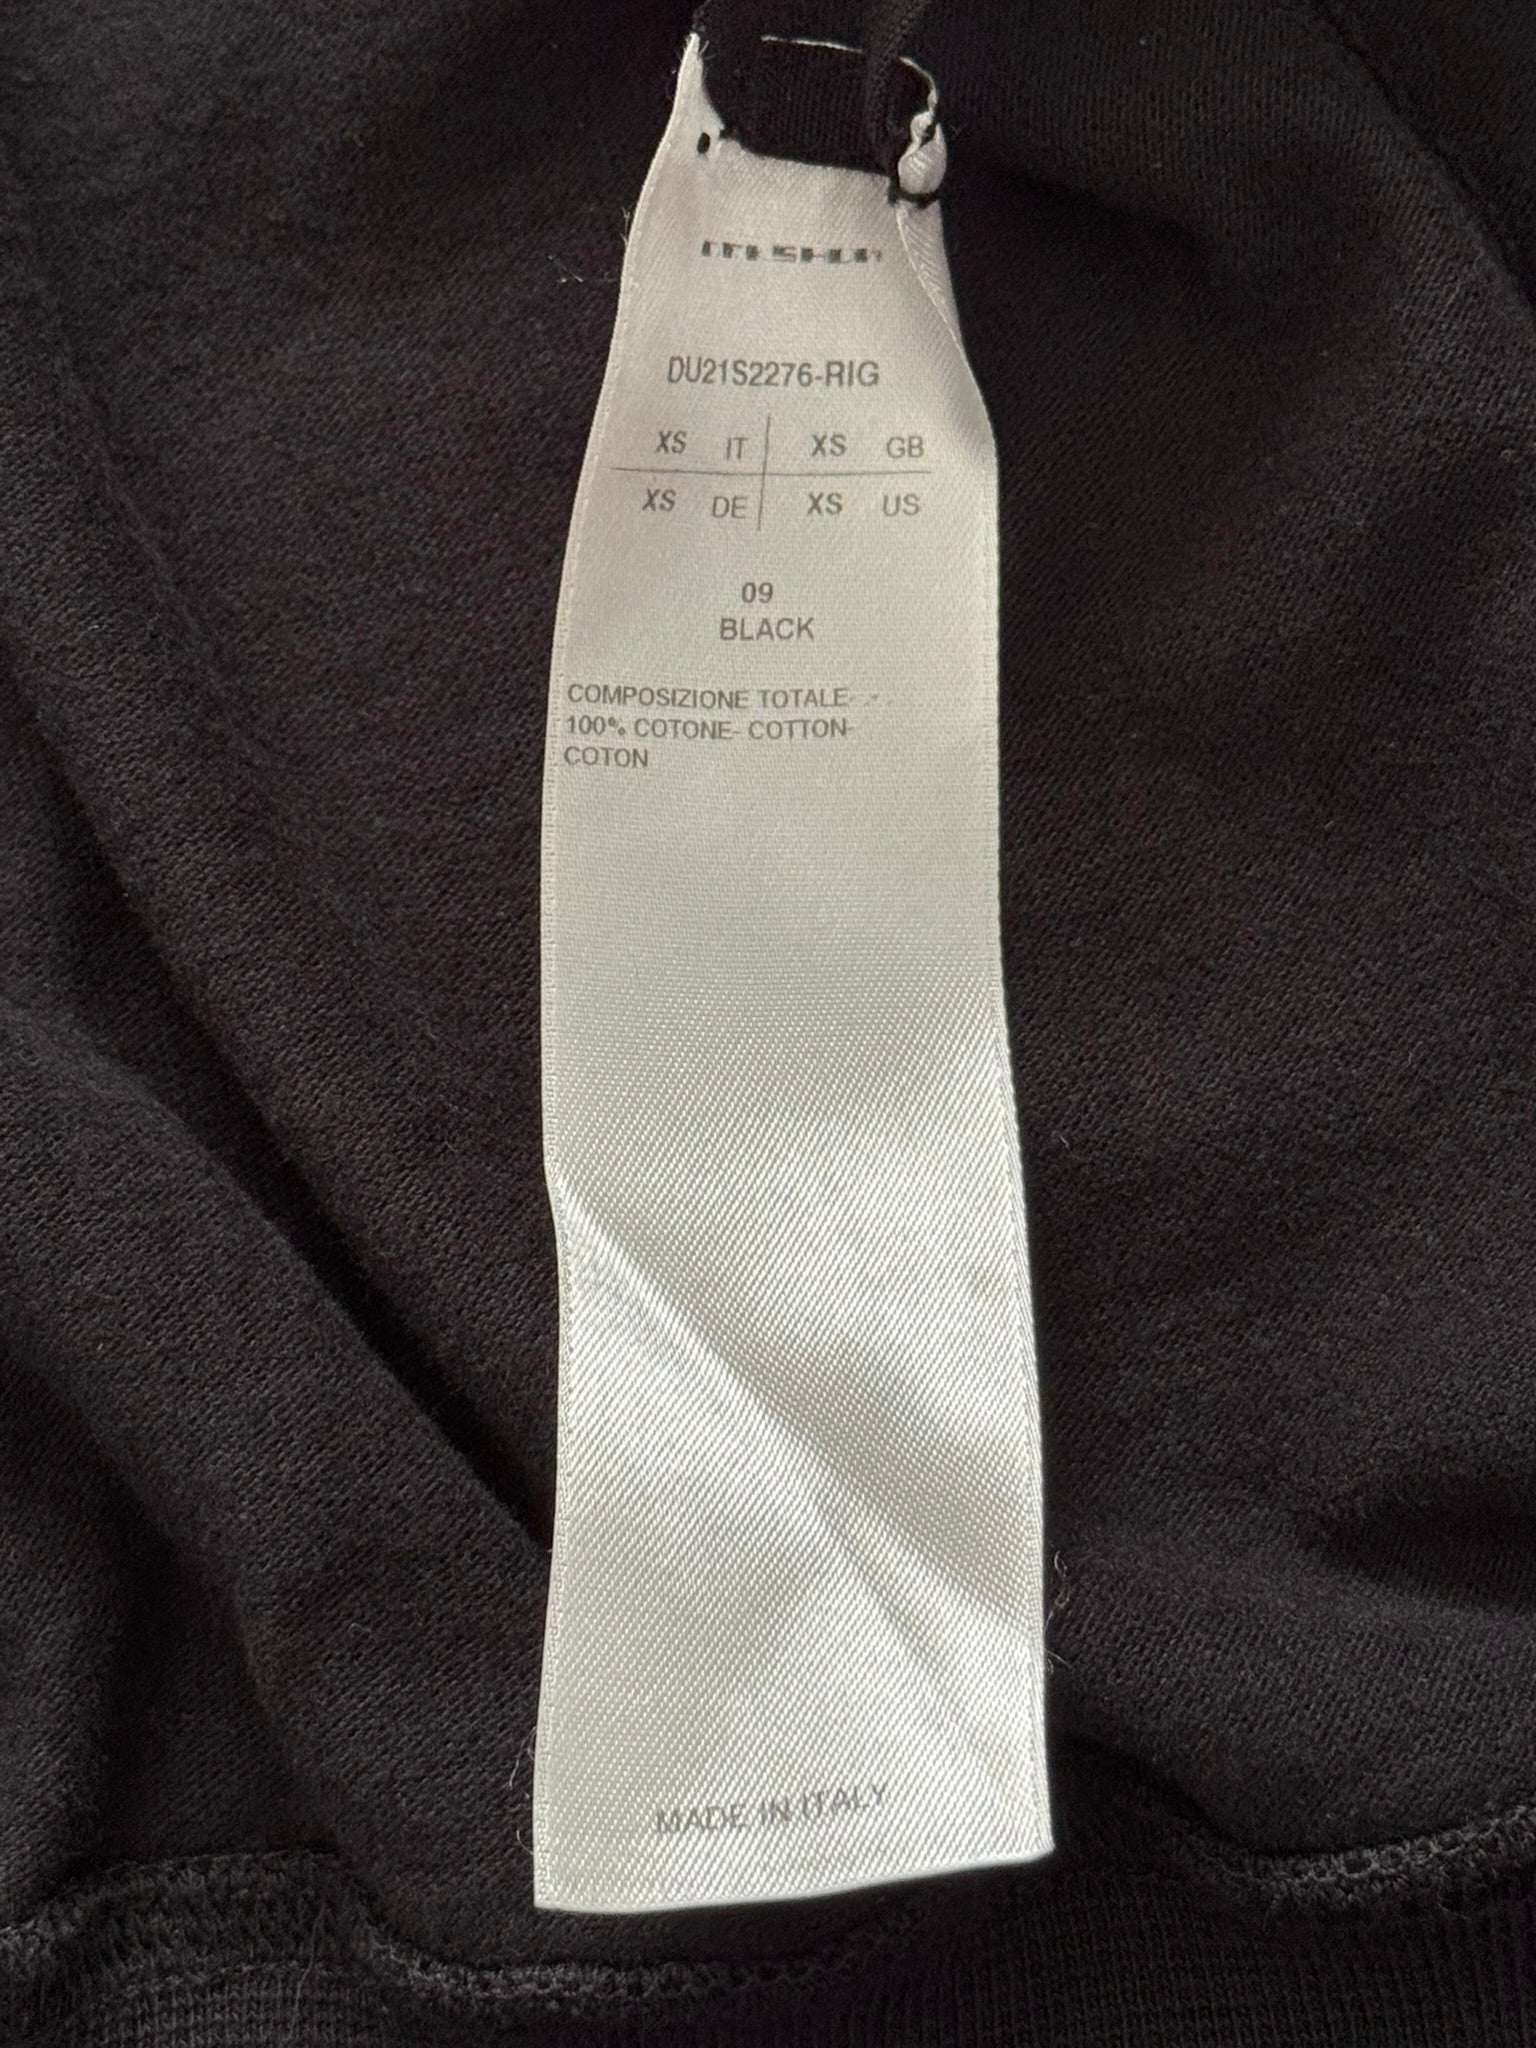 DU21S2276-RIG
XS IT XS GB
XS DE XS US
09
BLACK
COMPOSIZIONE TOTALE- -
100% COTONE- COTTON-
COTON
MADE IN ITALY